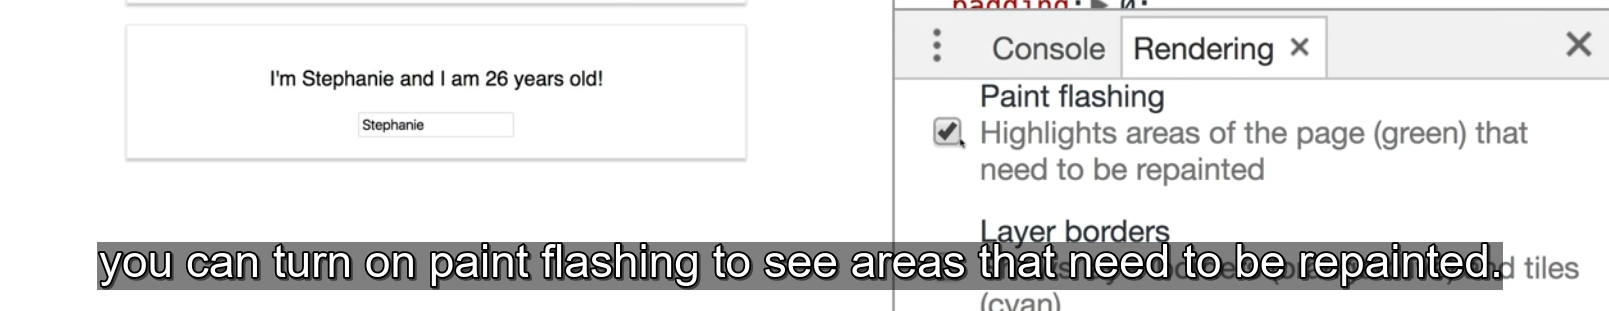 padding: ▶ 0;
Console
Rendering ×
I'm Stephanie and I am 26 years old!
Stephanie
Paint flashing
Highlights areas of the page (green) that
need to be repainted
Layer borders
you can turn on paint flashing to see areas that need to be repainted.
tiles
(cyan)